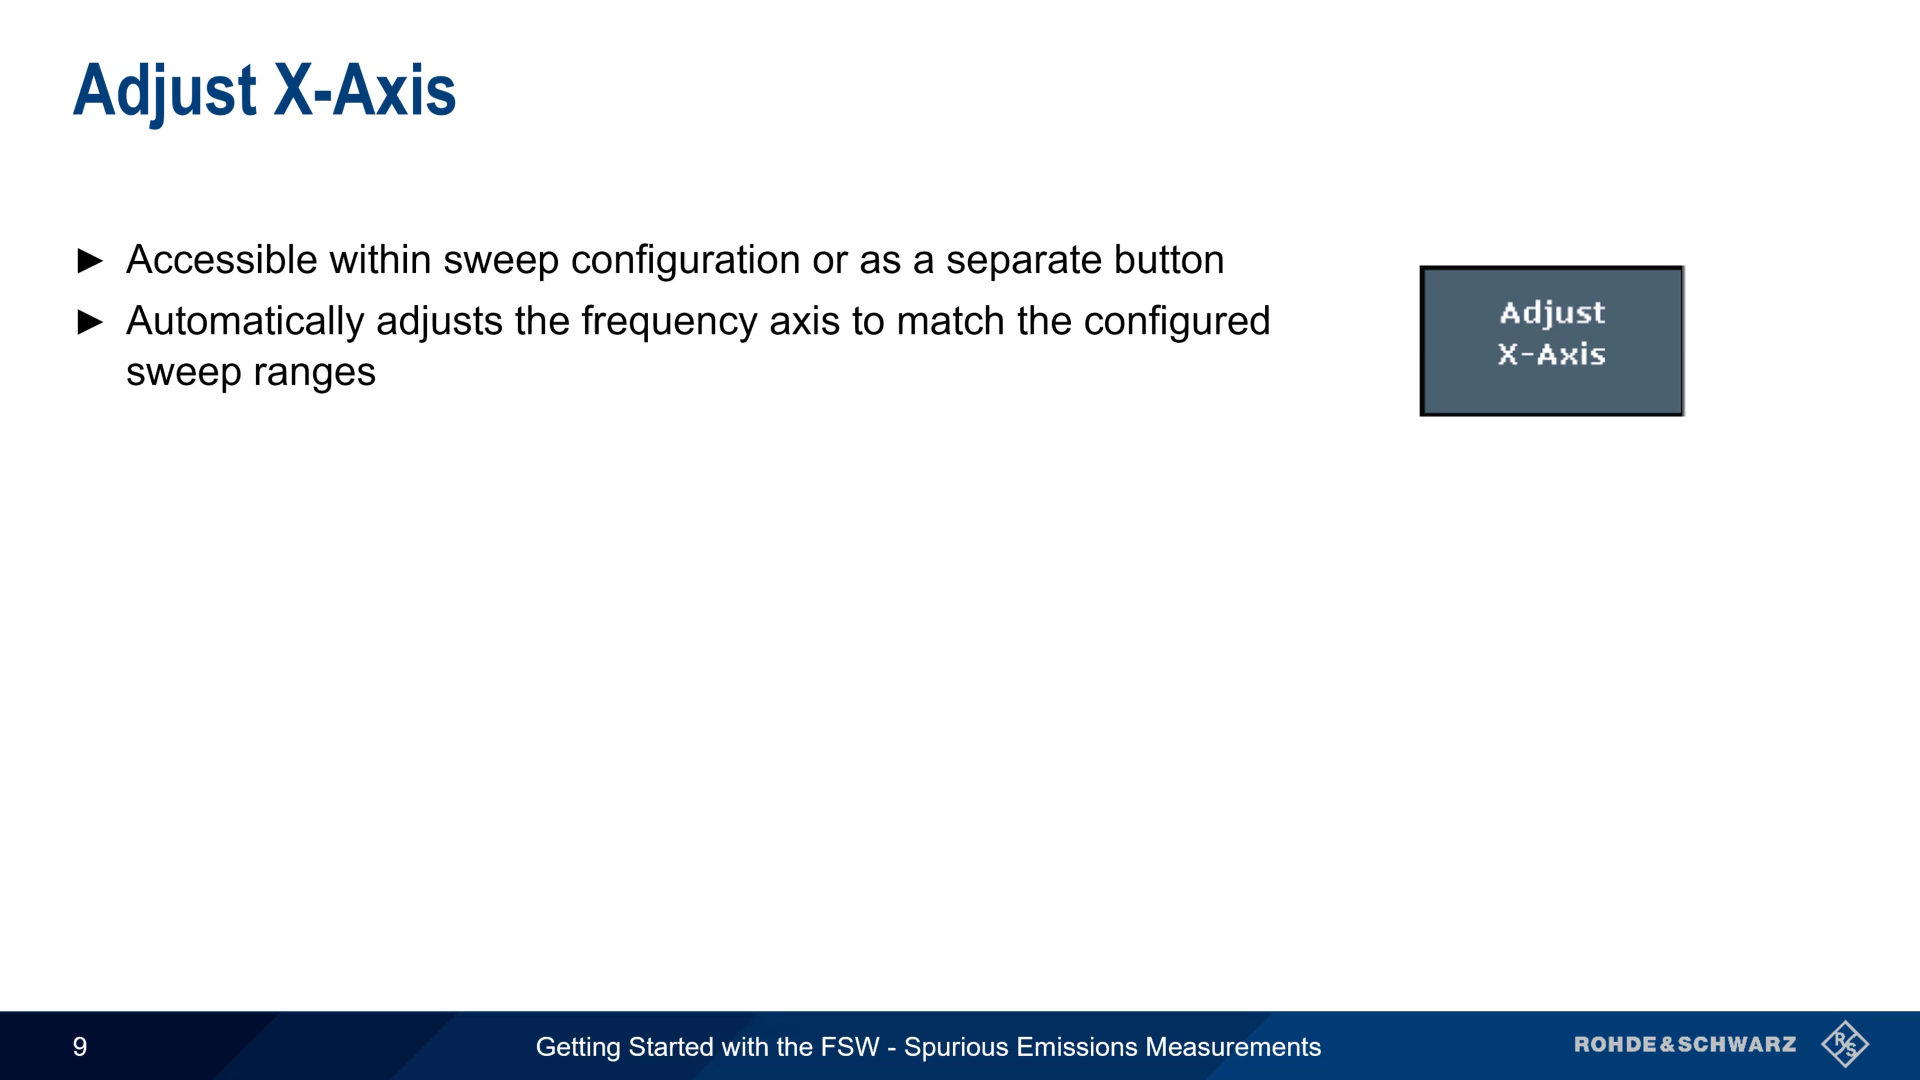 Adjust X-Axis
► Accessible within sweep configuration or as a separate button
► Automatically adjusts the frequency axis to match the configured
sweep ranges
Adjust
X-Axis
9
Getting Started with the FSW - Spurious Emissions Measurements
ROHDE&SCHWARZ
R&S